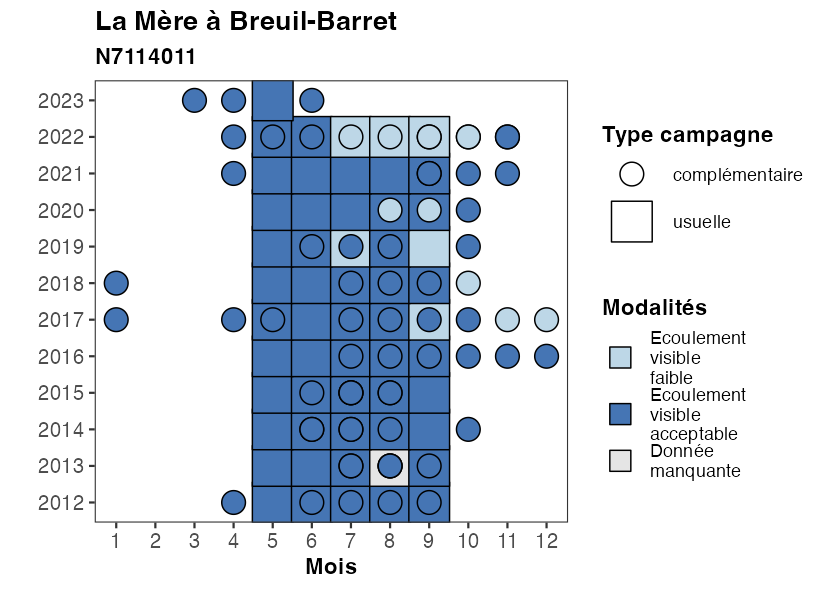 La Mère à Breuil-Barret
N7114011
2023
2022
2021
2020
2019
2018
2017
2016
2015
2014
2013
2012
1 2 3 4 5 6 7 8 9 10 11 12
Mois
Type campagne
complémentaire
usuelle
Modalités
Ecoulement
visible
faible
Ecoulement
visible
acceptable
Donnée
manquante